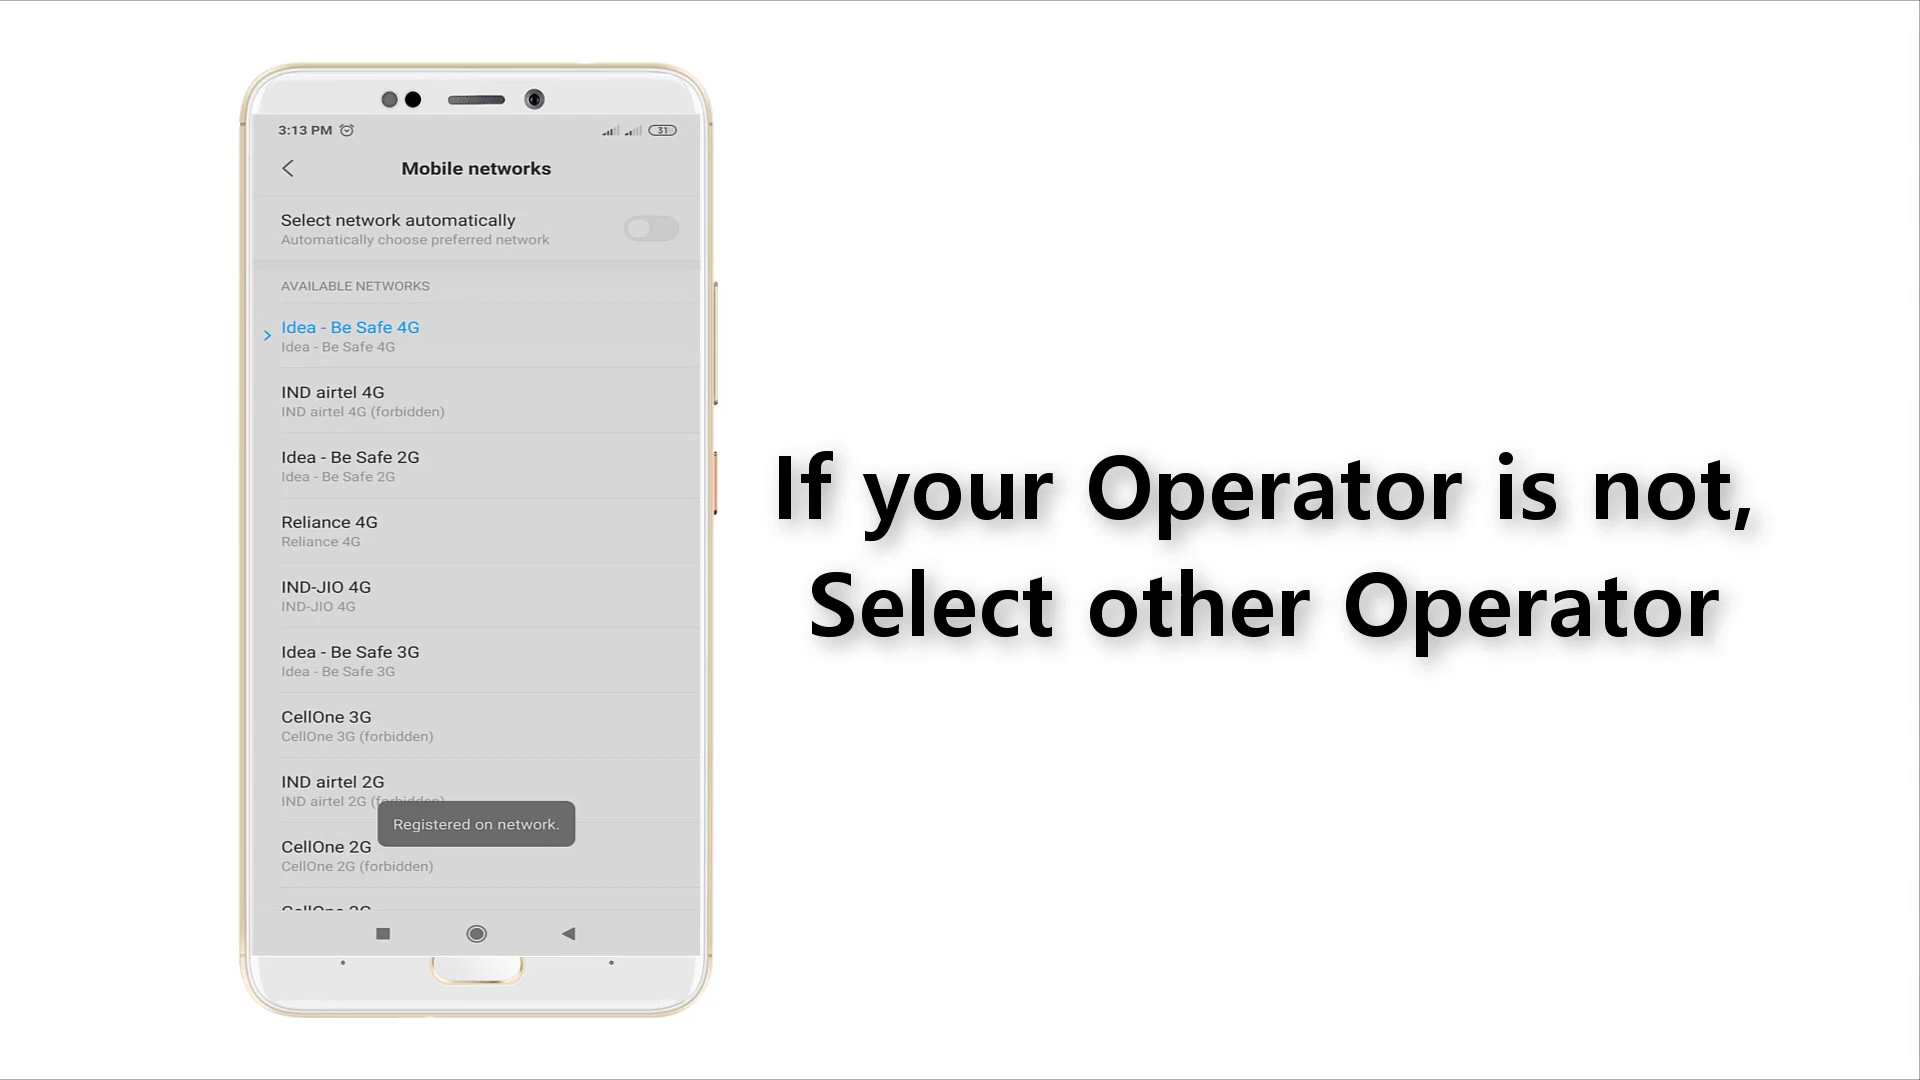 3:13 PM
31
Mobile networks
Select network automatically
Automatically choose preferred network
AVAILABLE NETWORKS
Idea - Be Safe 4G
Idea - Be Safe 4G
IND airtel 4G
IND airtel 4G (forbidden)
Idea - Be Safe 2G
Idea - Be Safe 2G
Reliance 4G
Reliance 4G
IND-JIO 4G
IND-JIO 4G
Idea - Be Safe 3G
Idea - Be Safe 3G
CellOne 3G
CellOne 3G (forbidden)
IND airtel 2G
IND airtel 2G (forbidden)
Registered on network.
CellOne 2G
CellOne 2G (forbidden)
If your Operator is not,
Select other Operator